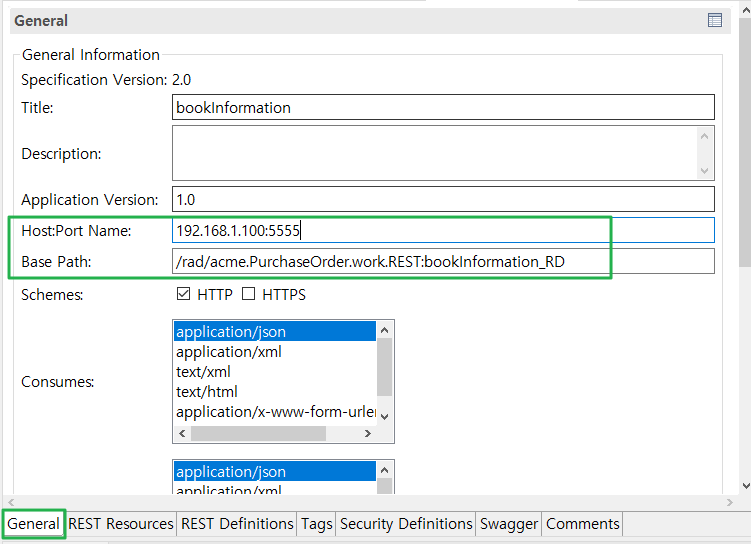 General
General Information
Specification Version: 2.0
Title: bookInformation
Description:
Application Version: 1.0
Host:Port Name: 192.168.1.100:5555
Base Path: /rad/acme.PurchaseOrder.work.REST:bookInformation_RD
Schemes: HTTP HTTPS
Consumes:
application/json
application/xml
text/xml
text/html
application/x-www-form-urle
application/json
application/xml
General REST Resources REST Definitions Tags Security Definitions Swagger Comments